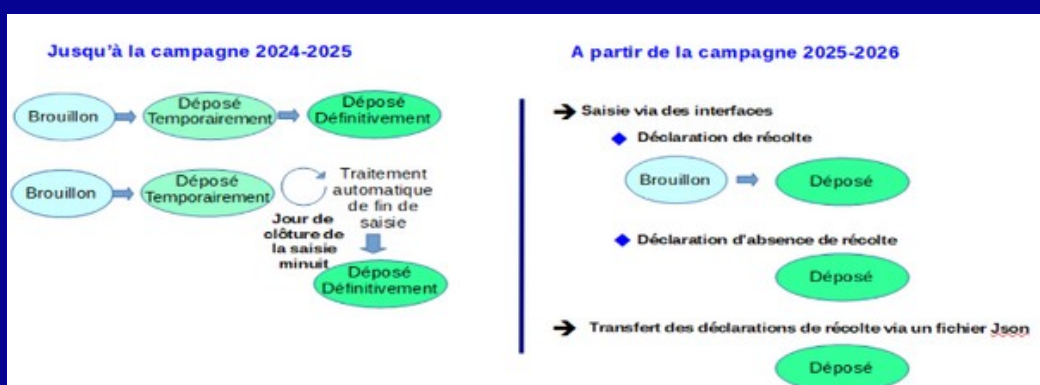 Jusqu'à la campagne 2024-2025
Brouillon
Déposé
Temporairement
Déposé
Définitivement
Brouillon
Déposé
Temporairement
Traitement
automatique
de fin de
saisie
Jour de
clôture de
la saisie
minuit
Déposé
Définitivement
A partir de la campagne 2025-2026
Saisie via des interfaces
Déclaration de récolte
Brouillon
Déposé
Déclaration d'absence de récolte
Déposé
Transfert des déclarations de récolte via un fichier Json
Déposé